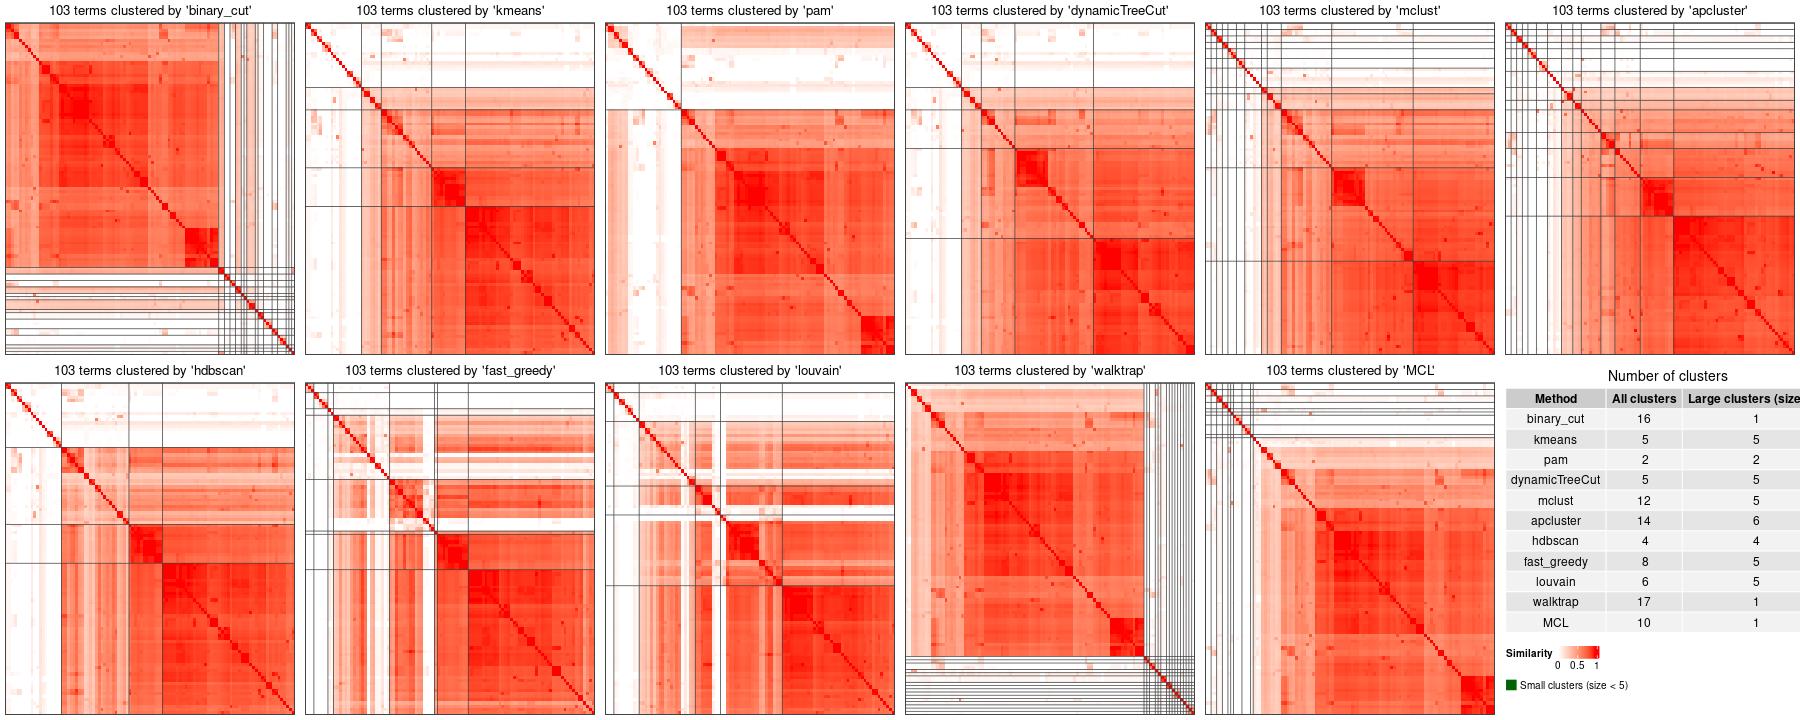 103 terms clustered by 'binary_cut'
103 terms clustered by 'kmeans'
103 terms clustered by 'pam'
103 terms clustered by 'dynamicTreeCut'
103 terms clustered by 'mclust'
103 terms clustered by 'apcluster'
103 terms clustered by 'hdbscan'
103 terms clustered by 'fast_greedy'
103 terms clustered by 'louvain'
103 terms clustered by 'walktrap'
103 terms clustered by 'MCL'
Number of clusters
Method All clusters Large clusters (size
binary_cut 16 1
kmeans 5 5
pam 2 2
dynamicTreeCut 5 5
mclust 12 5
apcluster 14 6
hdbscan 4 4
fast_greedy 8 5
louvain 6 5
walktrap 17 1
MCL 10 1
Similarity
0 0.5 1
Small clusters (size < 5)